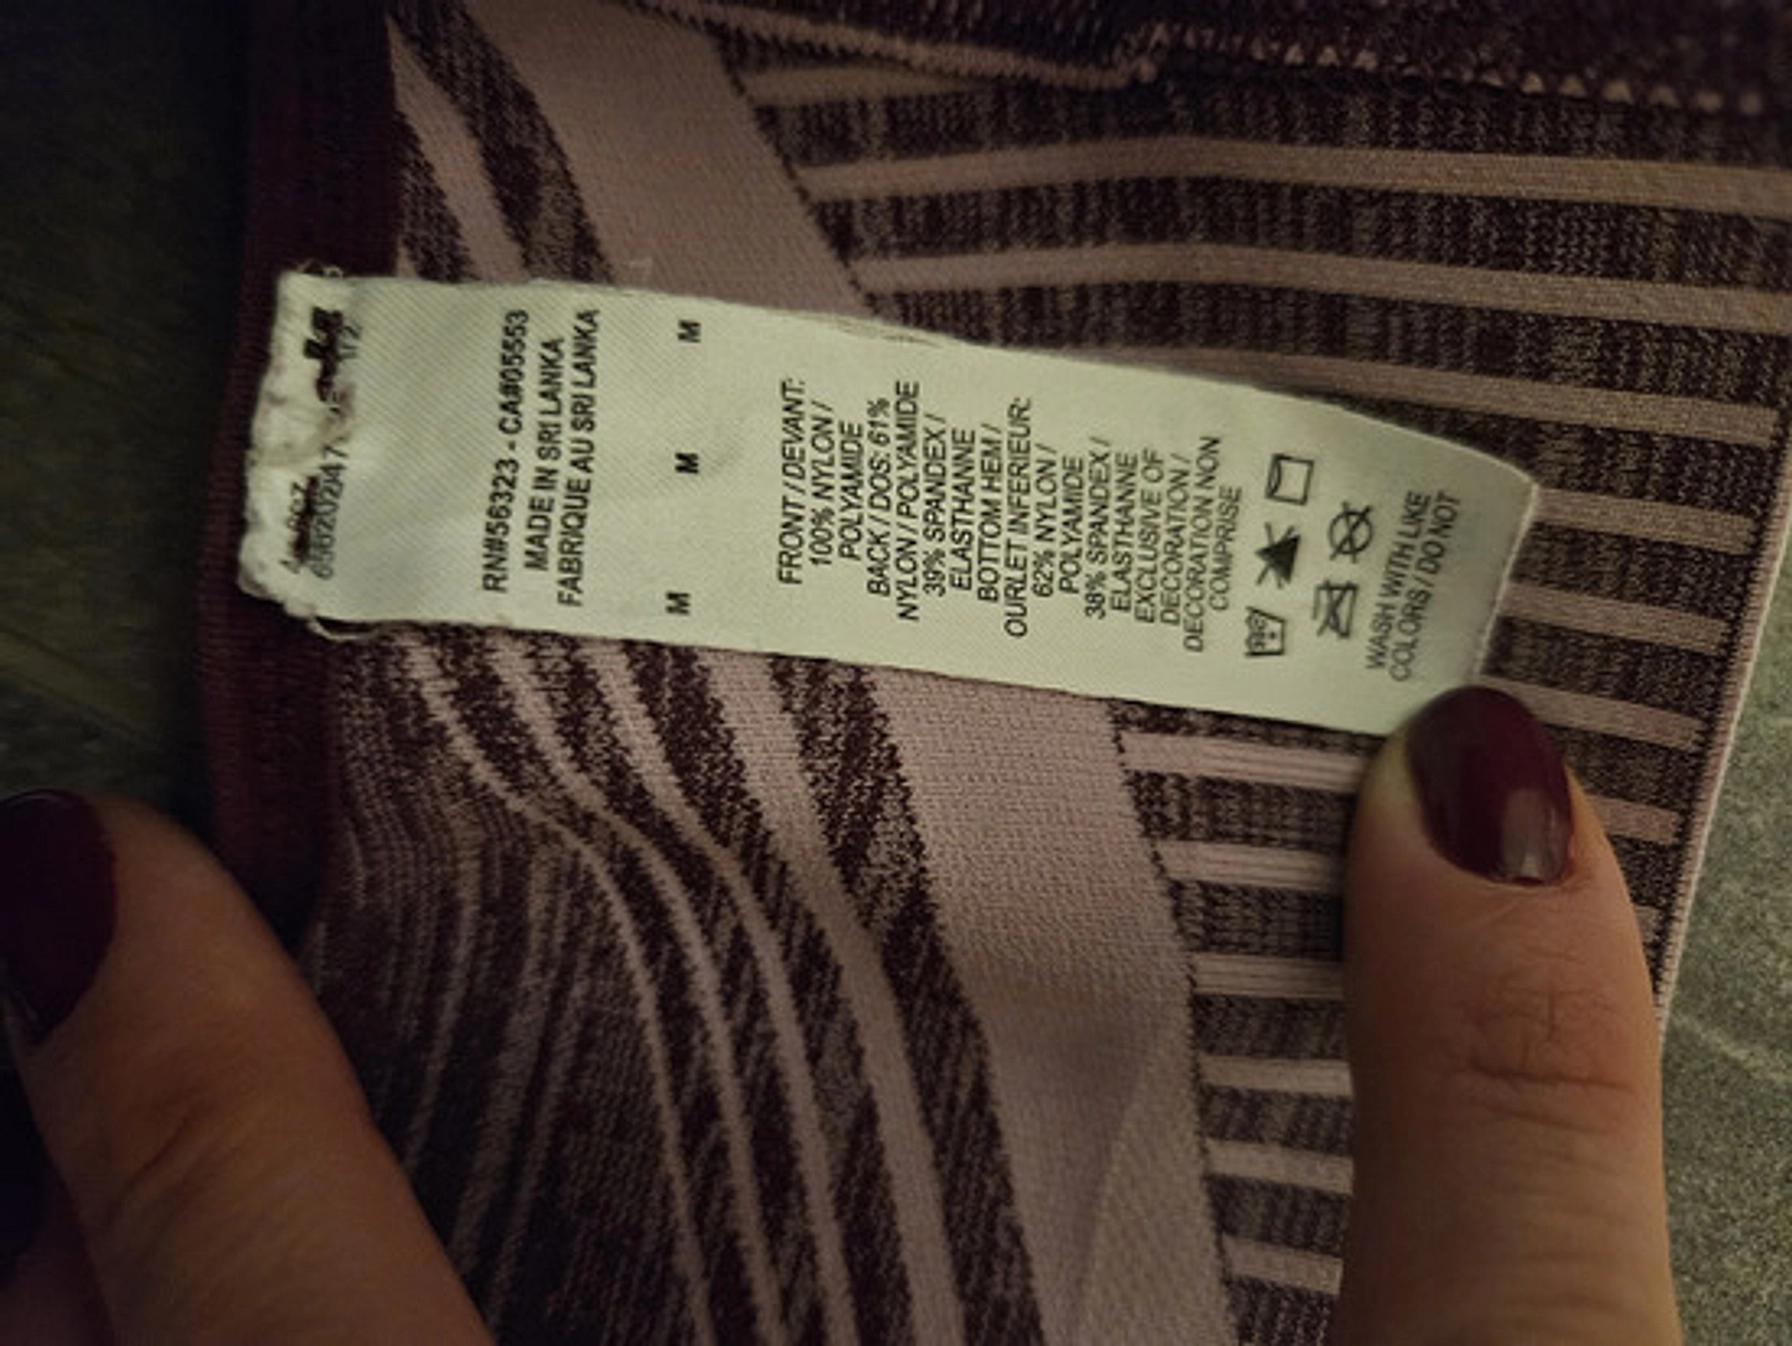 RN#56323 - CA#05553
MADE IN SRI LANKA
FABRIQUE AU SRI LANKA
M M M
FRONT / DEVANT:
100% NYLON /
POLYAMIDE
BACK / DOS: 61%
NYLON / POLYAMIDE
39% SPANDEX /
ELASTHANNE
BOTTOM HEM /
OURLET INFERIEUR:
62% NYLON /
POLYAMIDE
38% SPANDEX /
ELASTHANNE
EXCLUSIVE OF
DECORATION /
DECORATION NON
COMPRISE
WASH WITH LIKE
COLORS / DO NOT